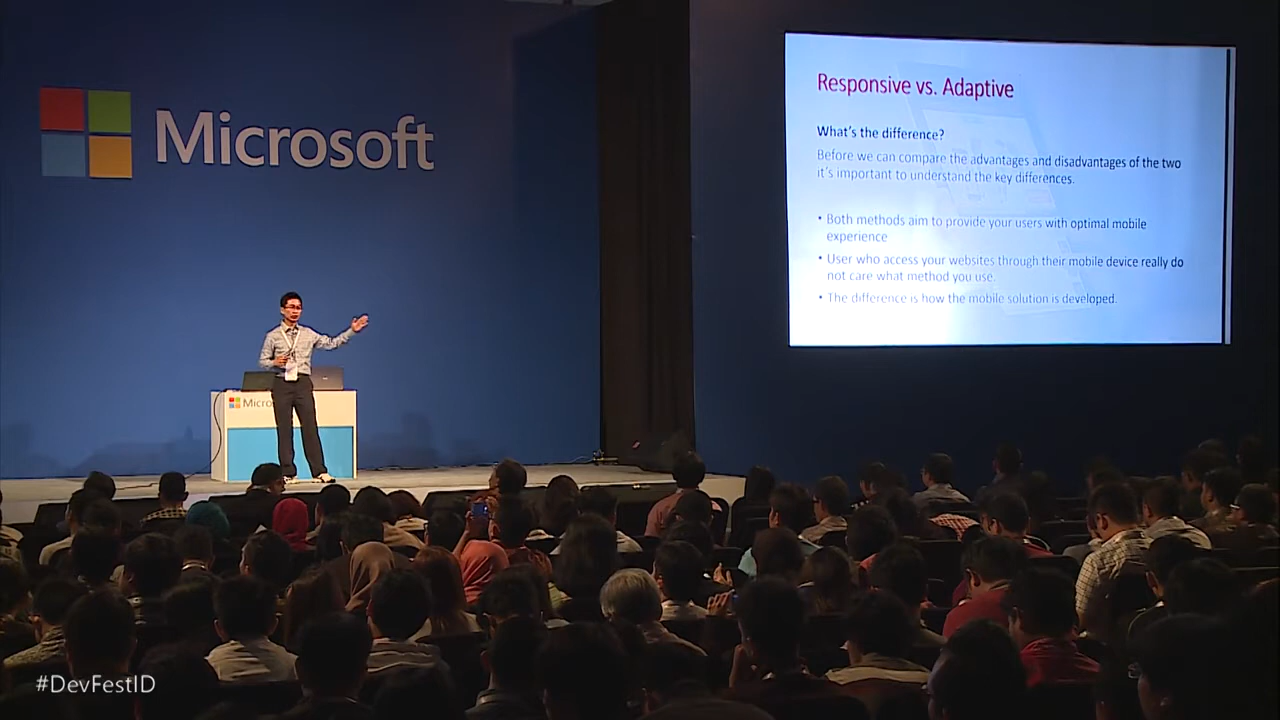 Microsoft
Responsive vs. Adaptive
What's the difference?
Before we can compare the advantages and disadvantages of the two
it's important to understand the key differences.
• Both methods aim to provide your users with optimal mobile
experience
• User who access your websites through their mobile device really do
not care what method you use.
• The difference is how the mobile solution is developed.
Micro
#DevFestID